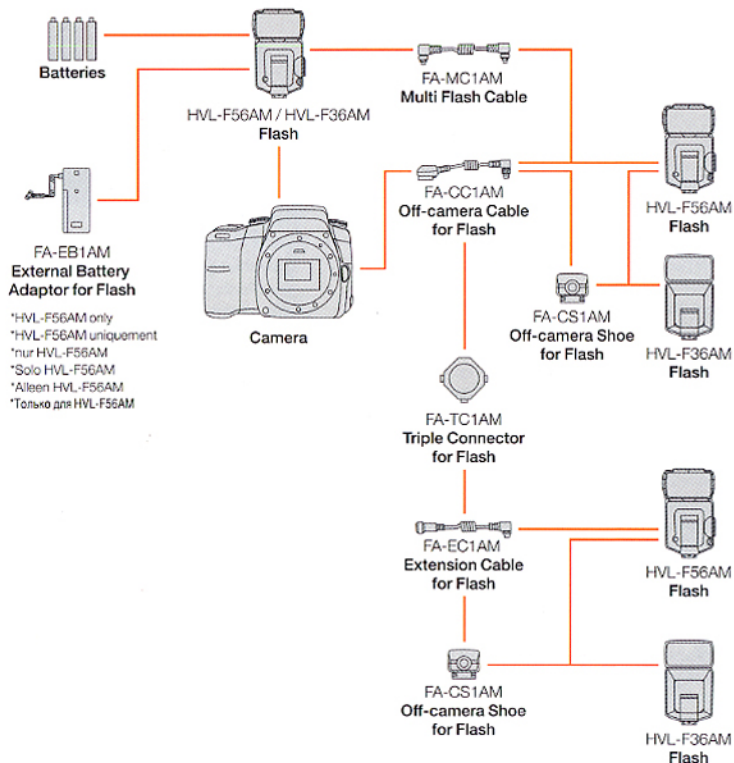 Batteries
HVL-F56AM / HVL-F36AM
Flash
FA-MC1AM
Multi Flash Cable
FA-EB1AM
External Battery
Adaptor for Flash
*HVL-F56AM only
*HVL-F56AM uniquement
*nur HVL-F56AM
*Solo HVL-F56AM
*Alleen HVL-F56AM
*Только для HVL-F56AM
Camera
FA-CC1AM
Off-camera Cable
for Flash
HVL-F56AM
Flash
FA-CS1AM
Off-camera Shoe
for Flash
HVL-F36AM
Flash
FA-TC1AM
Triple Connector
for Flash
FA-EC1AM
Extension Cable
for Flash
HVL-F56AM
Flash
FA-CS1AM
Off-camera Shoe
for Flash
HVL-F36AM
Flash